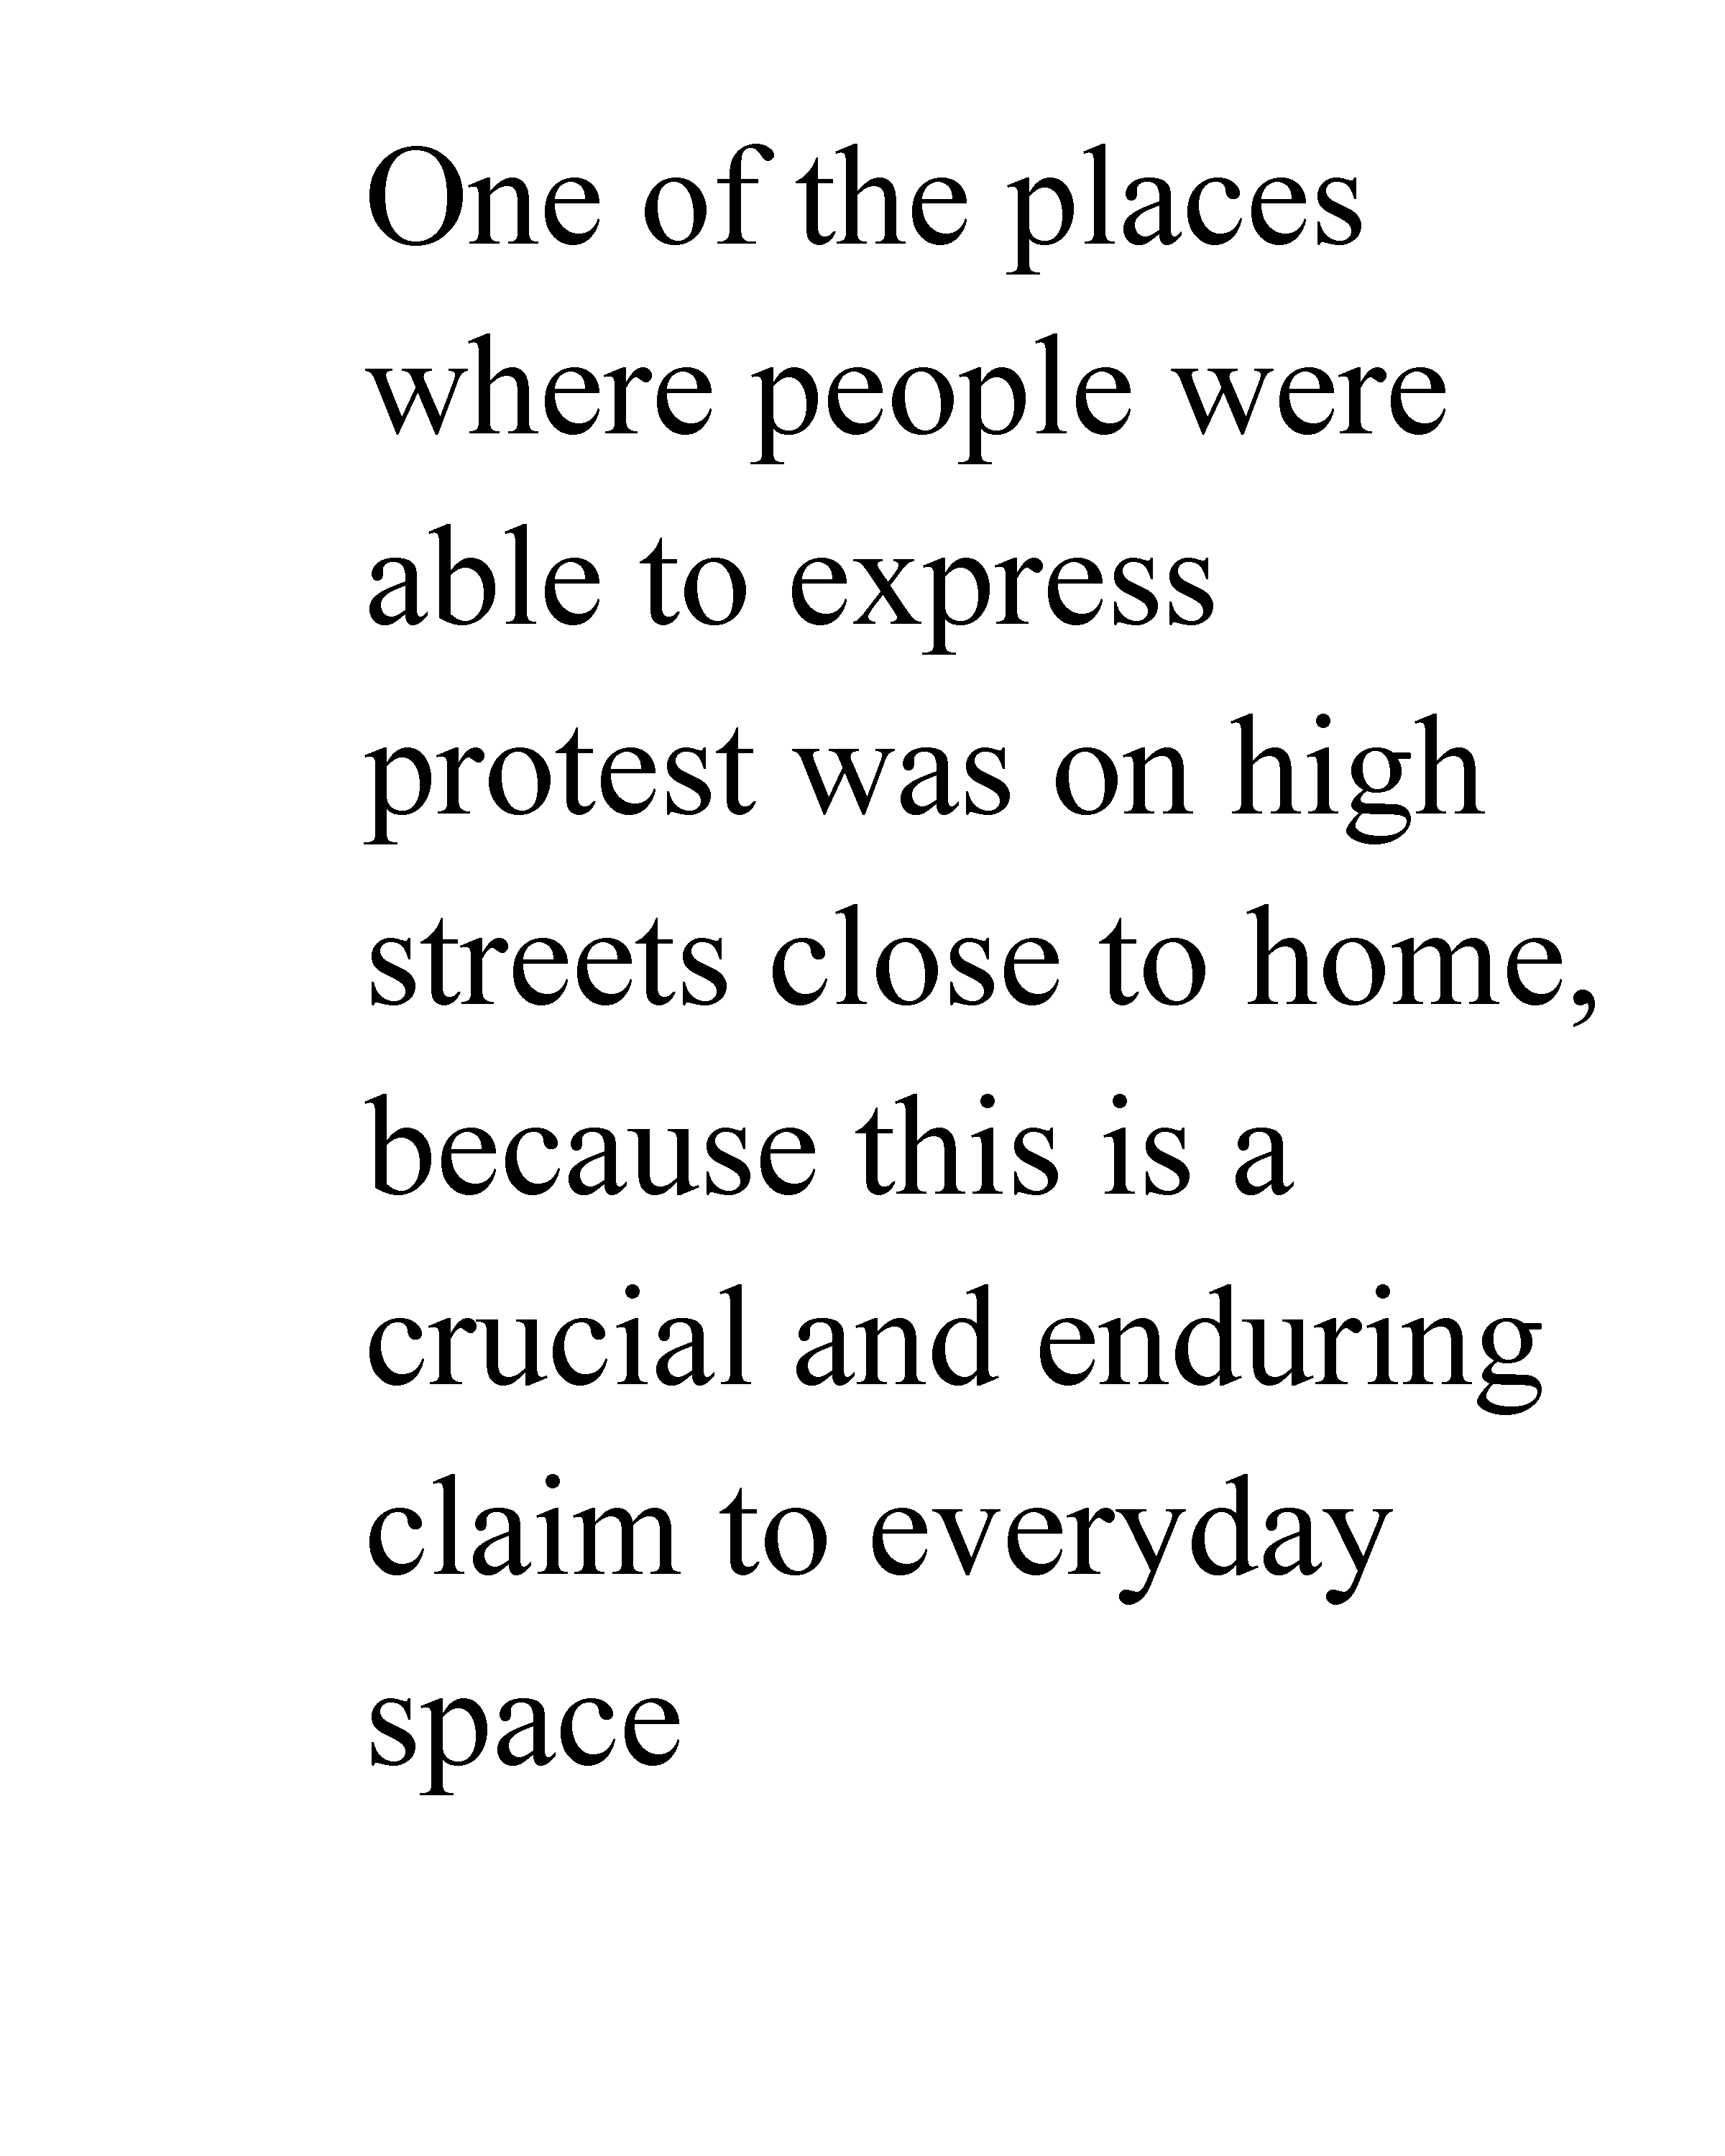 One of the places
where people were
able to express
protest was on high
streets close to home,
because this is a
crucial and enduring
claim to everyday
space